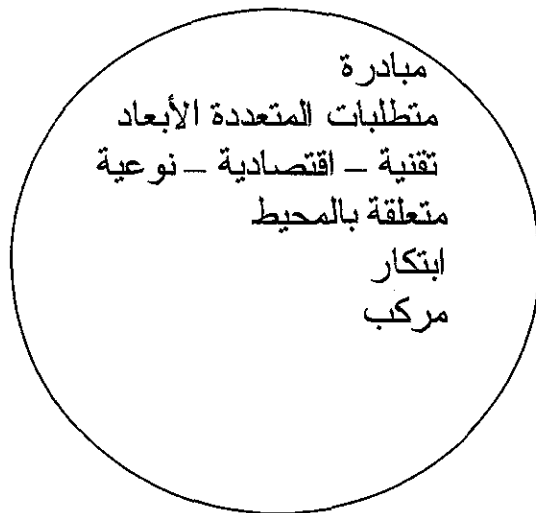 مبادرة
متطلبات المتعددة الأبعاد
تقنية – اقتصادية – نوعية
متعلقة بالمحيط
ابتكار
مركب